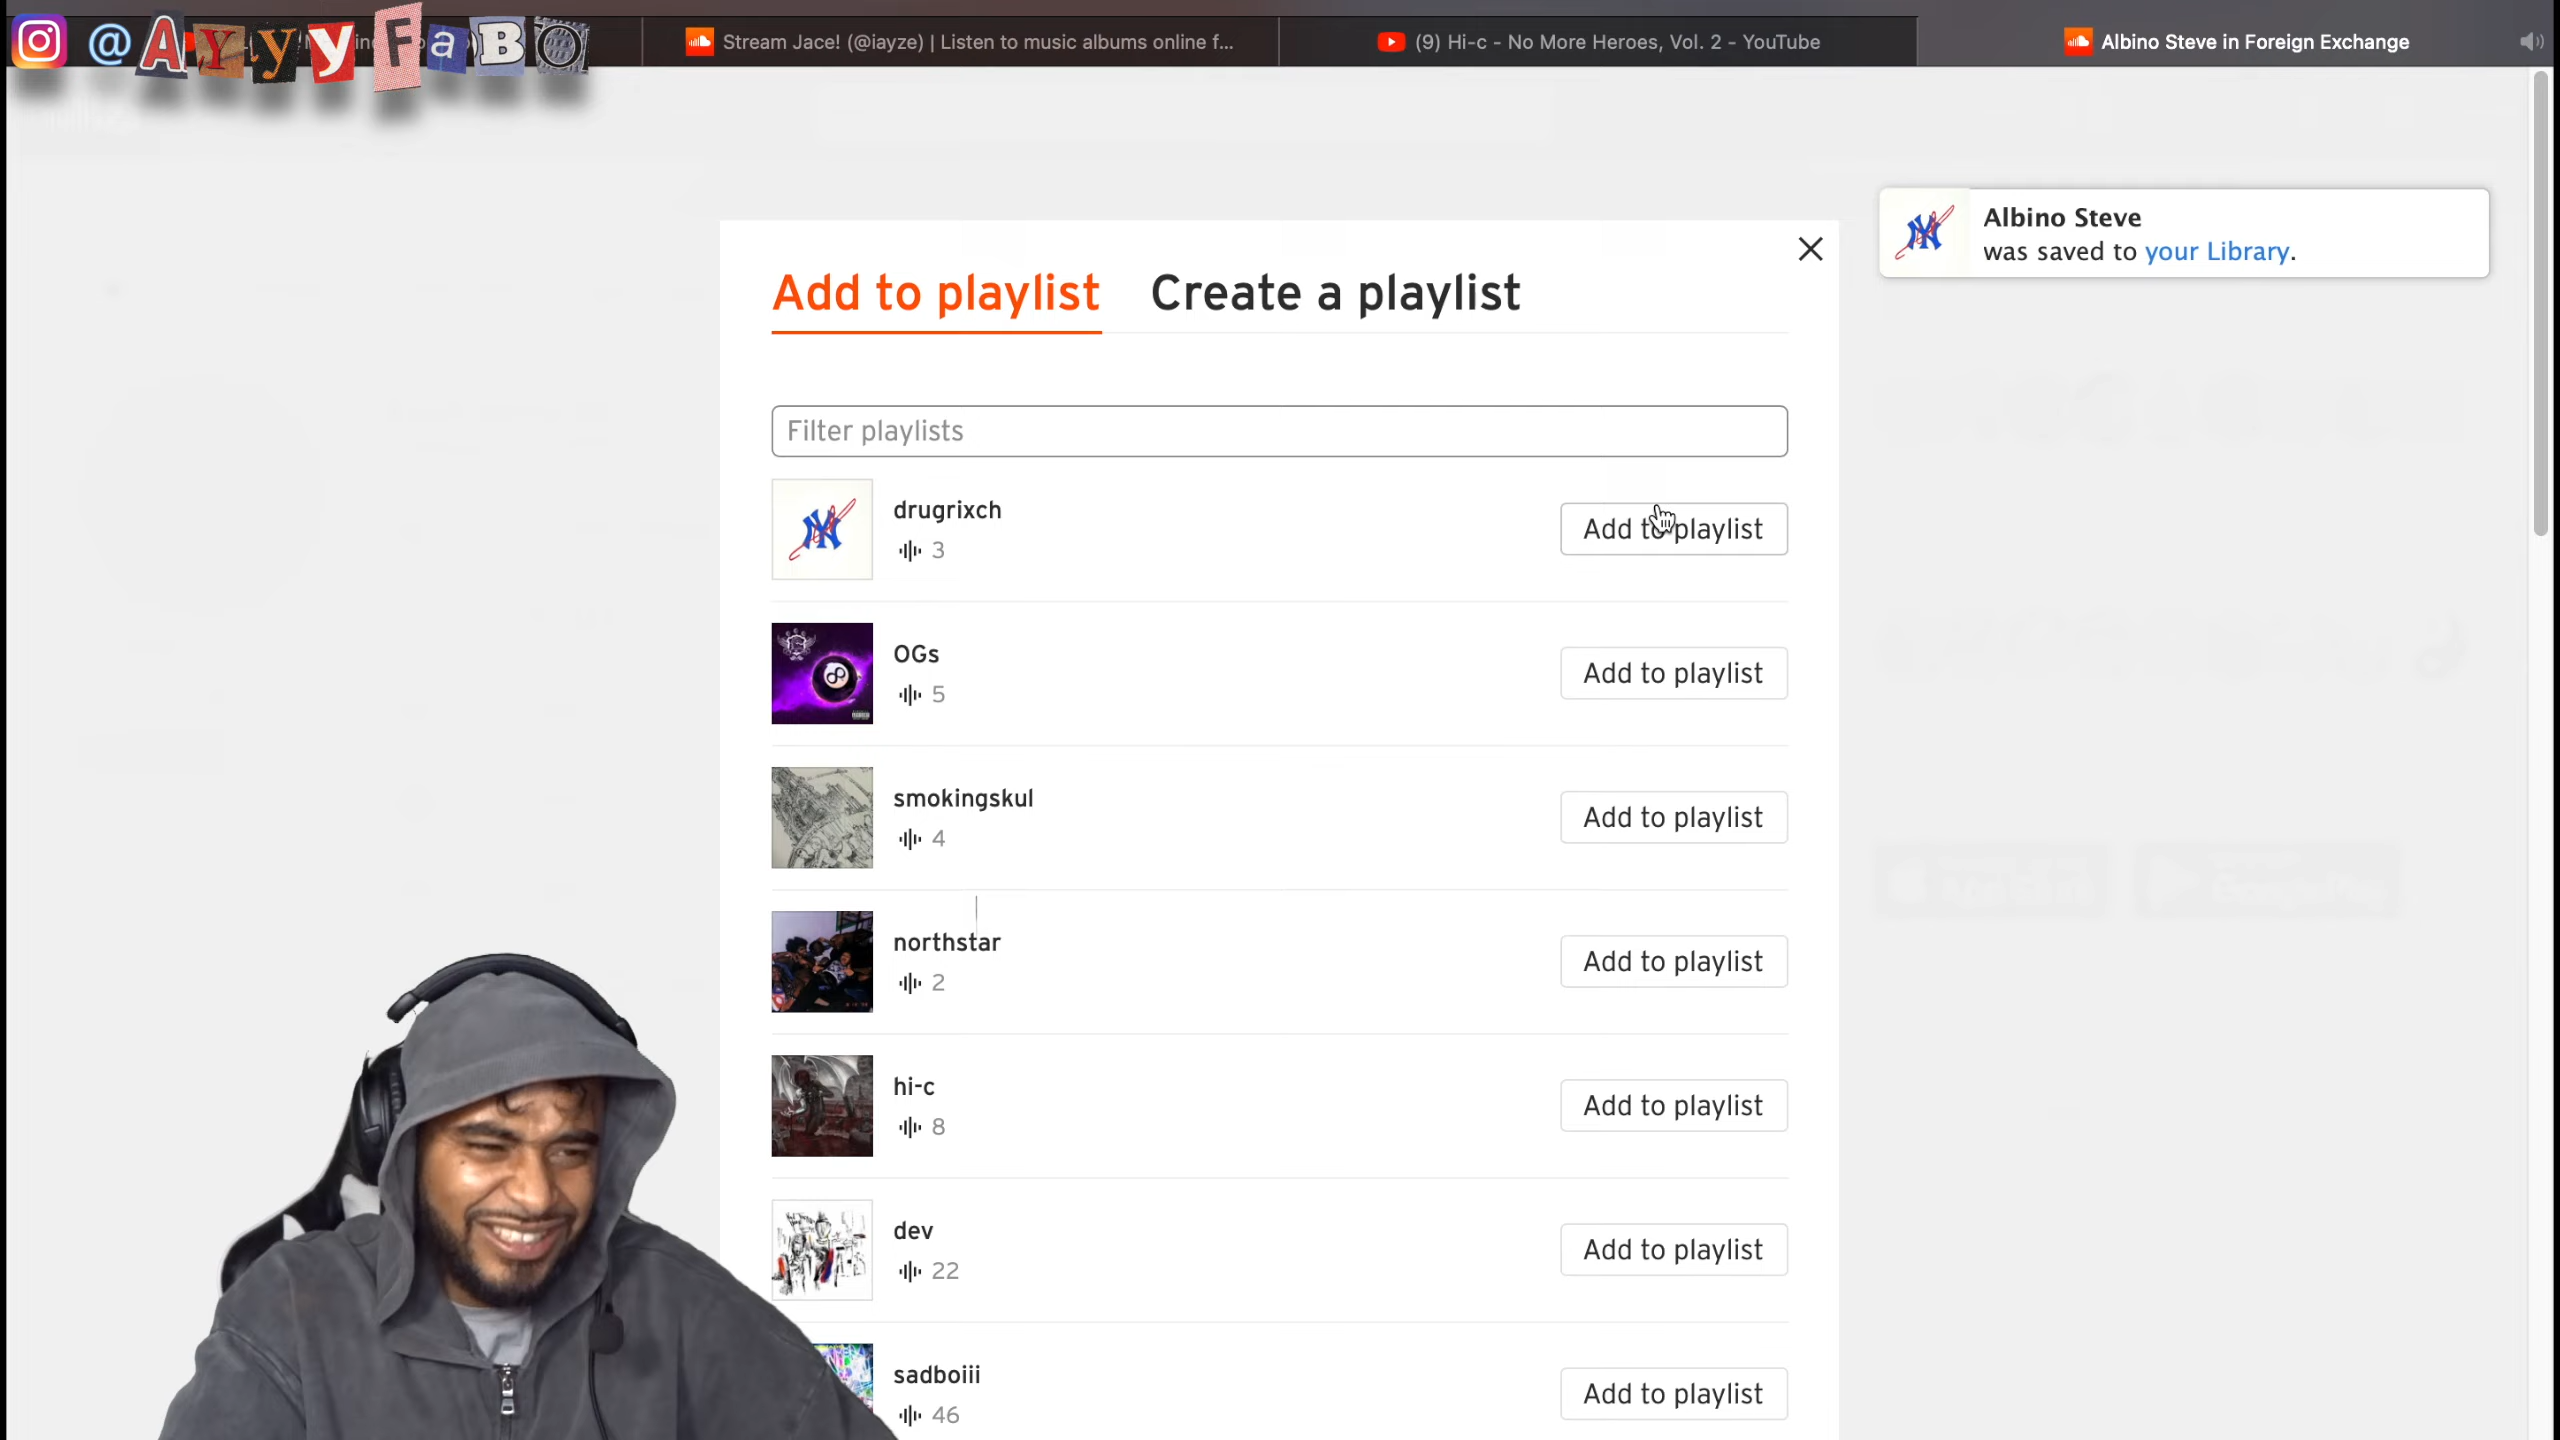 @AYyyFaBo
Stream Jace! (@iayze) | Listen to music albums online f...
(9) Hi-c - No More Heroes, Vol. 2 - YouTube
Albino Steve in Foreign Exchange
Albino Steve
was saved to your Library.
Add to playlist
Create a playlist
Filter playlists
drugrixch
3
Add to playlist
OGs
5
Add to playlist
smokingskul
4
Add to playlist
northstar
2
Add to playlist
hi-c
8
Add to playlist
dev
22
Add to playlist
sadboiii
46
Add to playlist